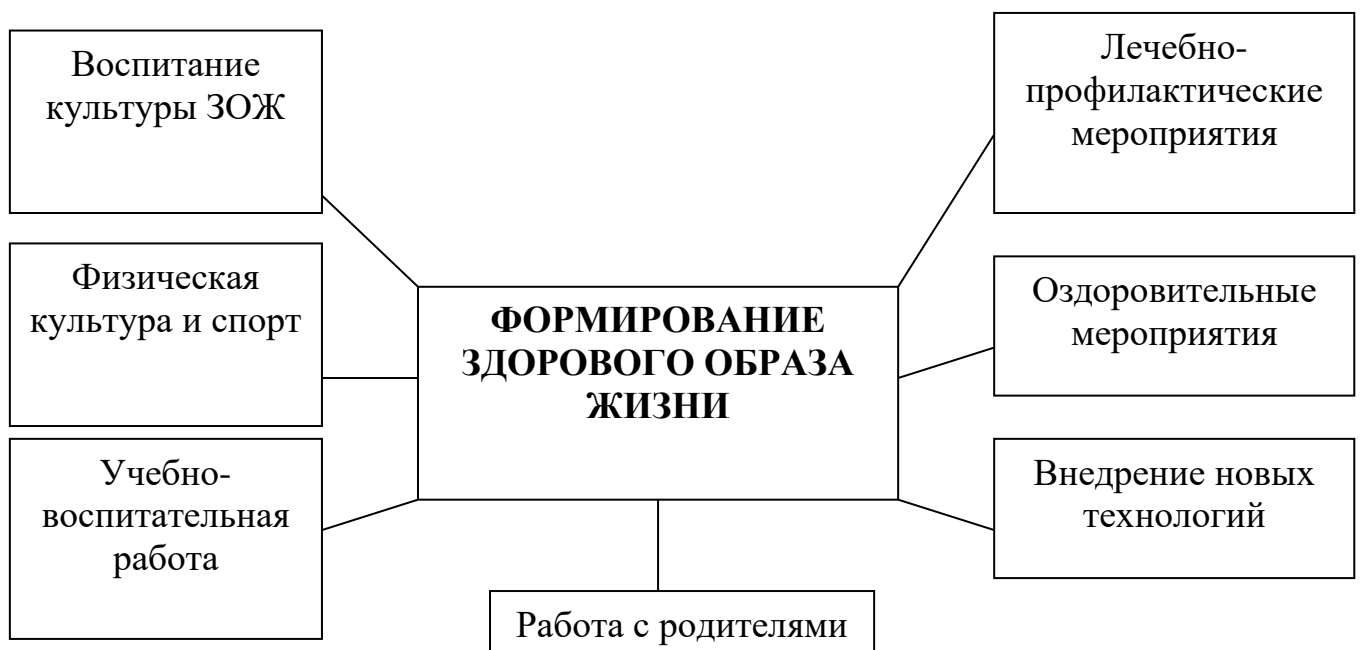 Воспитание
культуры ЗОЖ
Лечебно-
профилактические
мероприятия
Физическая
культура и спорт
ФОРМИРОВАНИЕ
ЗДОРОВОГО ОБРАЗА
ЖИЗНИ
Оздоровительные
мероприятия
Учебно-
воспитательная
работа
Внедрение новых
технологий
Работа с родителями